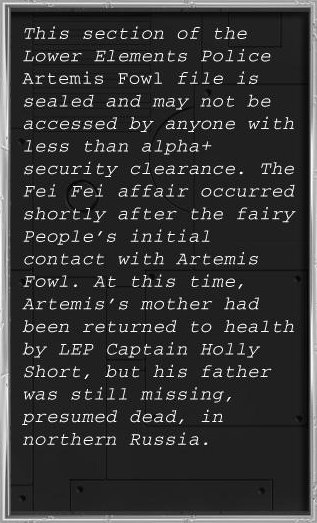 This section of the
Lower Elements Police
Artemis Fowl file is
sealed and may not be
accessed by anyone with
less than alpha+
security clearance. The
Fei Fei affair occurred
shortly after the fairy
People's initial
contact with Artemis
Fowl. At this time,
Artemis's mother had
been returned to health
by LEP Captain Holly
Short, but his father
was still missing,
presumed dead, in
northern Russia.